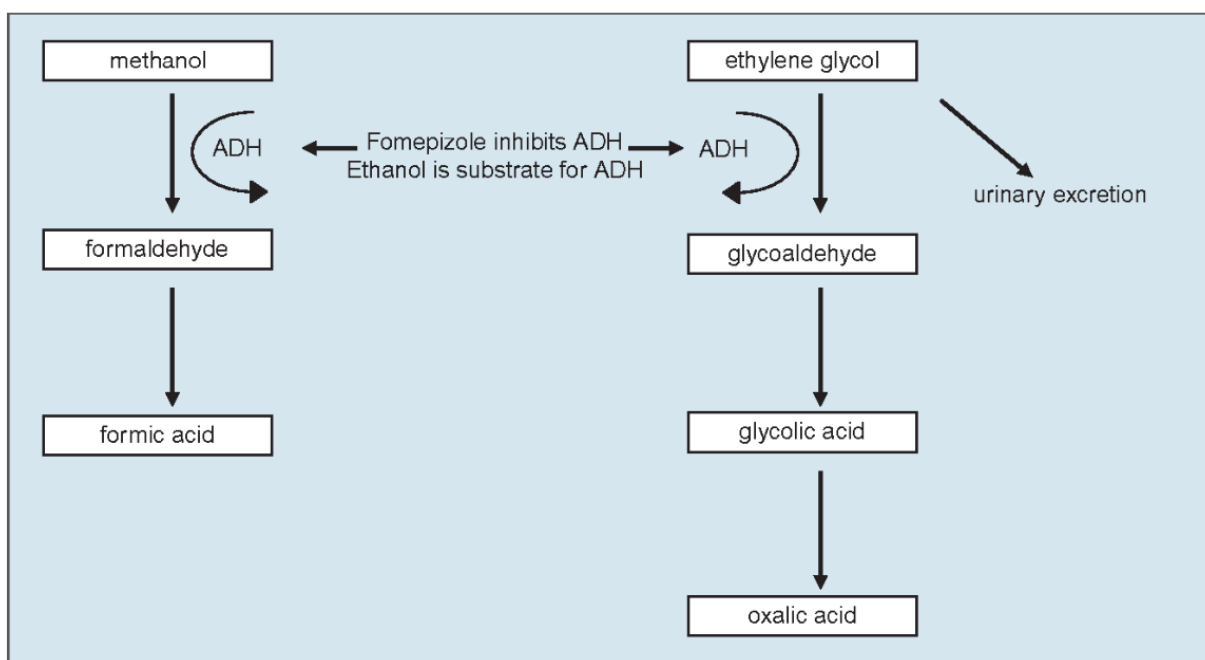 methanol
ethylene glycol
ADH
Fomepizole inhibits ADH
Ethanol is substrate for ADH
ADH
urinary excretion
formaldehyde
glycoaldehyde
formic acid
glycolic acid
oxalic acid